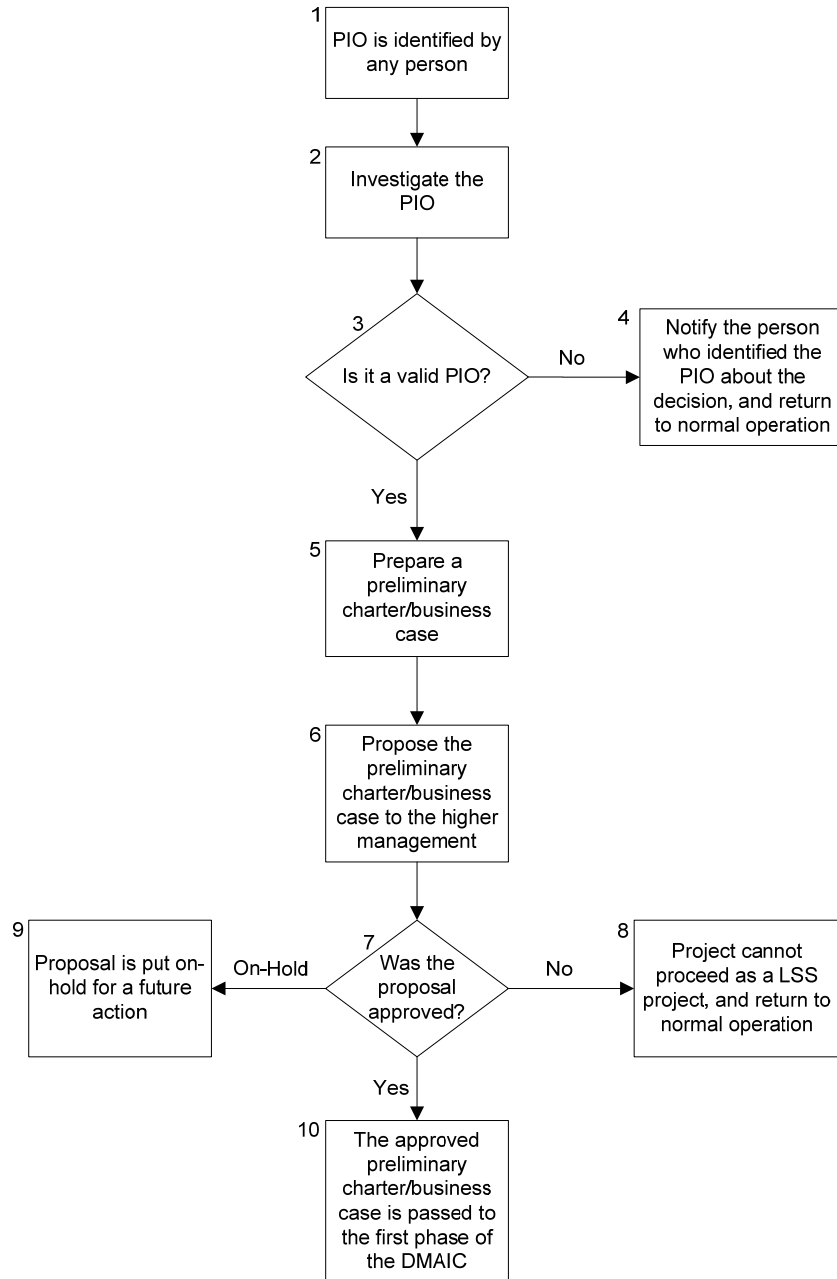 1
PIO is identified by
any person
2
Investigate the
PIO
3
Is it a valid PIO?
No
4
Notify the person
who identified the
PIO about the
decision, and return
to normal operation
Yes
5
Prepare a
preliminary
charter/business
case
6
Propose the
preliminary
charter/business
case to the higher
management
7
Was the
proposal
approved?
No
8
Project cannot
proceed as a LSS
project, and return to
normal operation
On-Hold
9
Proposal is put on-
hold for a future
action
Yes
10
The approved
preliminary
charter/business
case is passed to
the first phase of
the DMAIC